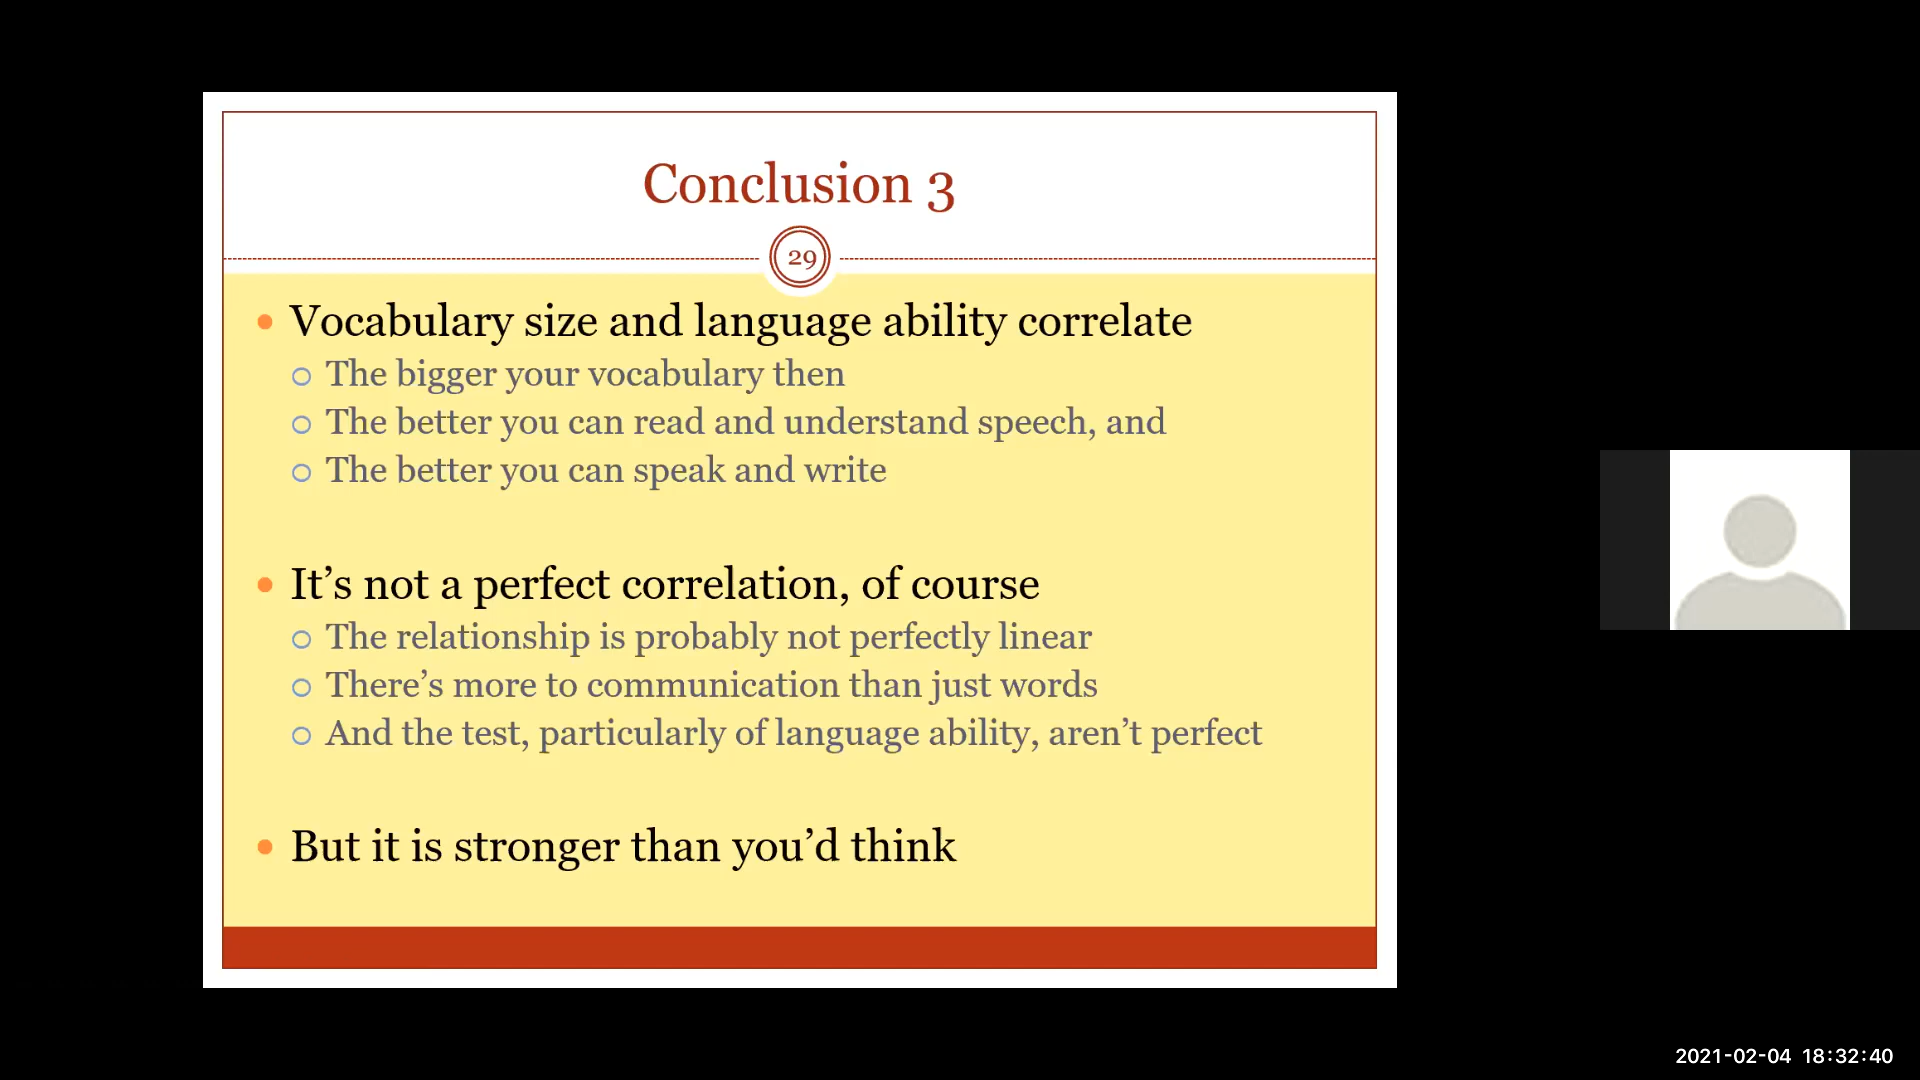 Conclusion 3
29
• Vocabulary size and language ability correlate
○ The bigger your vocabulary then
○ The better you can read and understand speech, and
○ The better you can speak and write
• It’s not a perfect correlation, of course
○ The relationship is probably not perfectly linear
○ There’s more to communication than just words
○ And the test, particularly of language ability, aren’t perfect
• But it is stronger than you’d think
2021-02-04 18:32:40